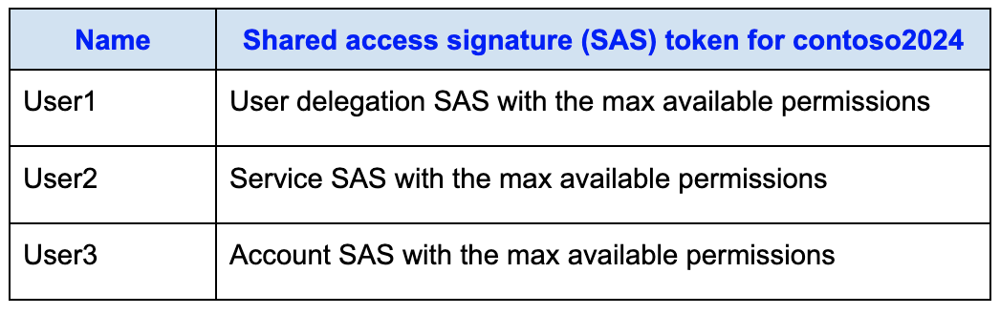 Name Shared access signature (SAS) token for contoso2024
User1 User delegation SAS with the max available permissions
User2 Service SAS with the max available permissions
User3 Account SAS with the max available permissions